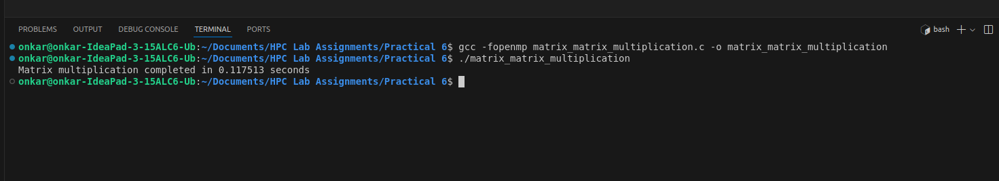 PROBLEMS OUTPUT DEBUG CONSOLE TERMINAL PORTS bash
onkar@onkar-IdeaPad-3-15ALC6-Ub:~/Documents/HPC Lab Assignments/Practical 6$ gcc -fopenmp matrix_matrix_multiplication.c -o matrix_matrix_multiplication
onkar@onkar-IdeaPad-3-15ALC6-Ub:~/Documents/HPC Lab Assignments/Practical 6$ ./matrix_matrix_multiplication
Matrix multiplication completed in 0.117513 seconds
onkar@onkar-IdeaPad-3-15ALC6-Ub:~/Documents/HPC Lab Assignments/Practical 6$